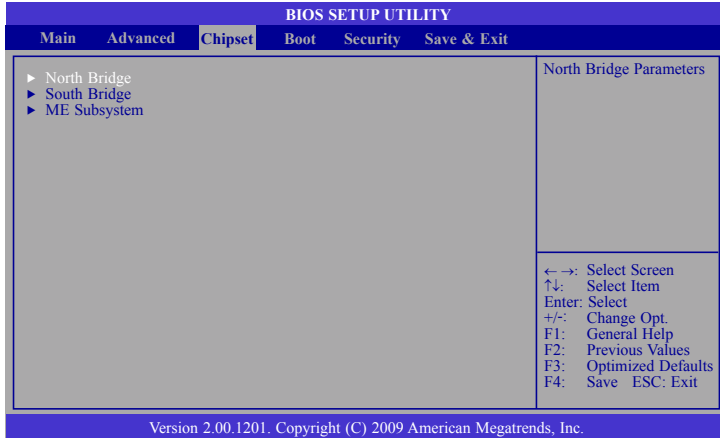 BIOS SETUP UTILITY
Main Advanced Chipset Boot Security Save & Exit
► North Bridge
► South Bridge
► ME Subsystem
North Bridge Parameters
← →: Select Screen
↑↓: Select Item
Enter: Select
+/-: Change Opt.
F1: General Help
F2: Previous Values
F3: Optimized Defaults
F4: Save ESC: Exit
Version 2.00.1201. Copyright (C) 2009 American Megatrends, Inc.